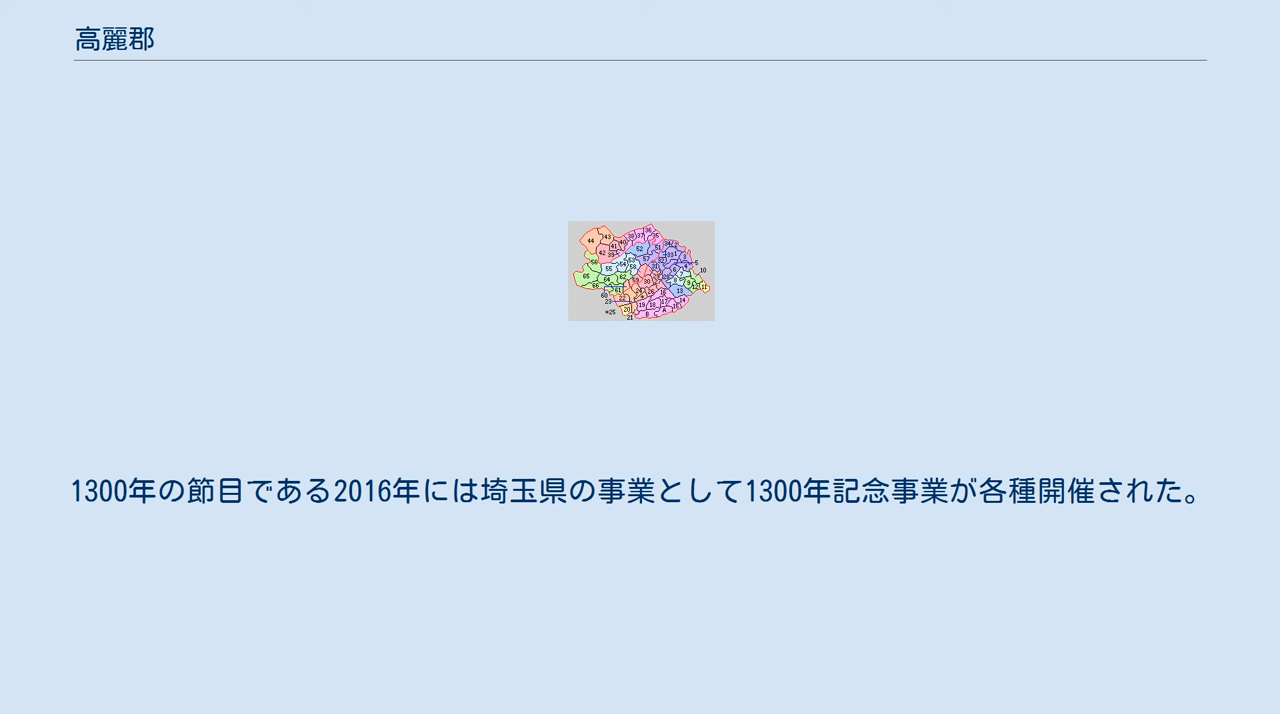 高麗郡
1300年の節目である2016年には埼玉県の事業として1300年記念事業が各種開催された。